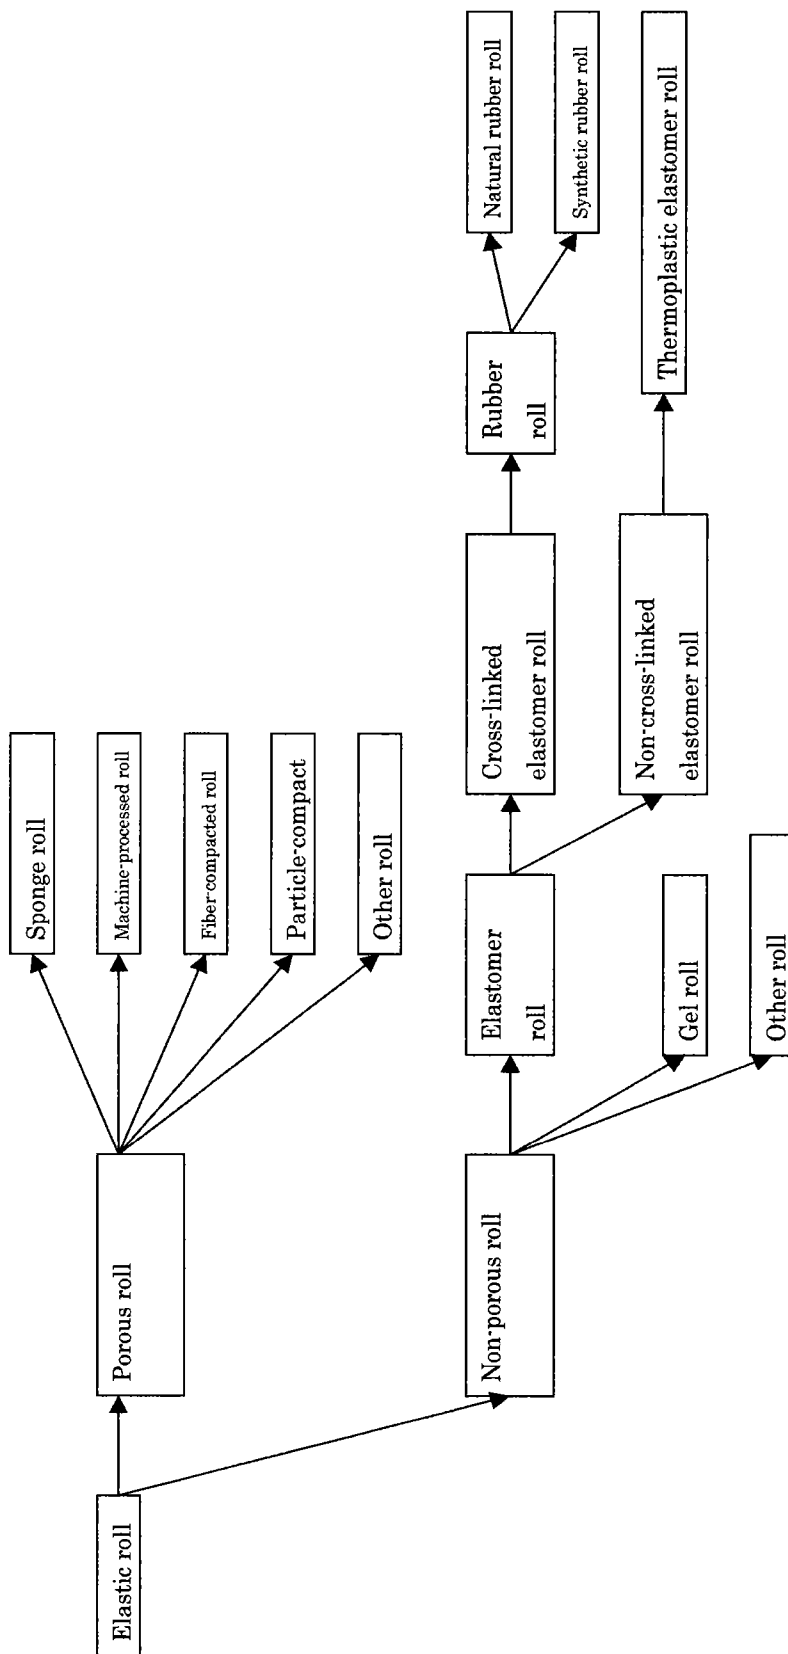 Elastic roll
Porous roll
Sponge roll
Machine-processed roll
Fiber-compacted roll
Particle-compact
Other roll
Non-porous roll
Elastomer
roll
Cross-linked
elastomer roll
Rubber
roll
Natural rubber roll
Synthetic rubber roll
Non-cross-linked
elastomer roll
Thermoplastic elastomer roll
Gel roll
Other roll